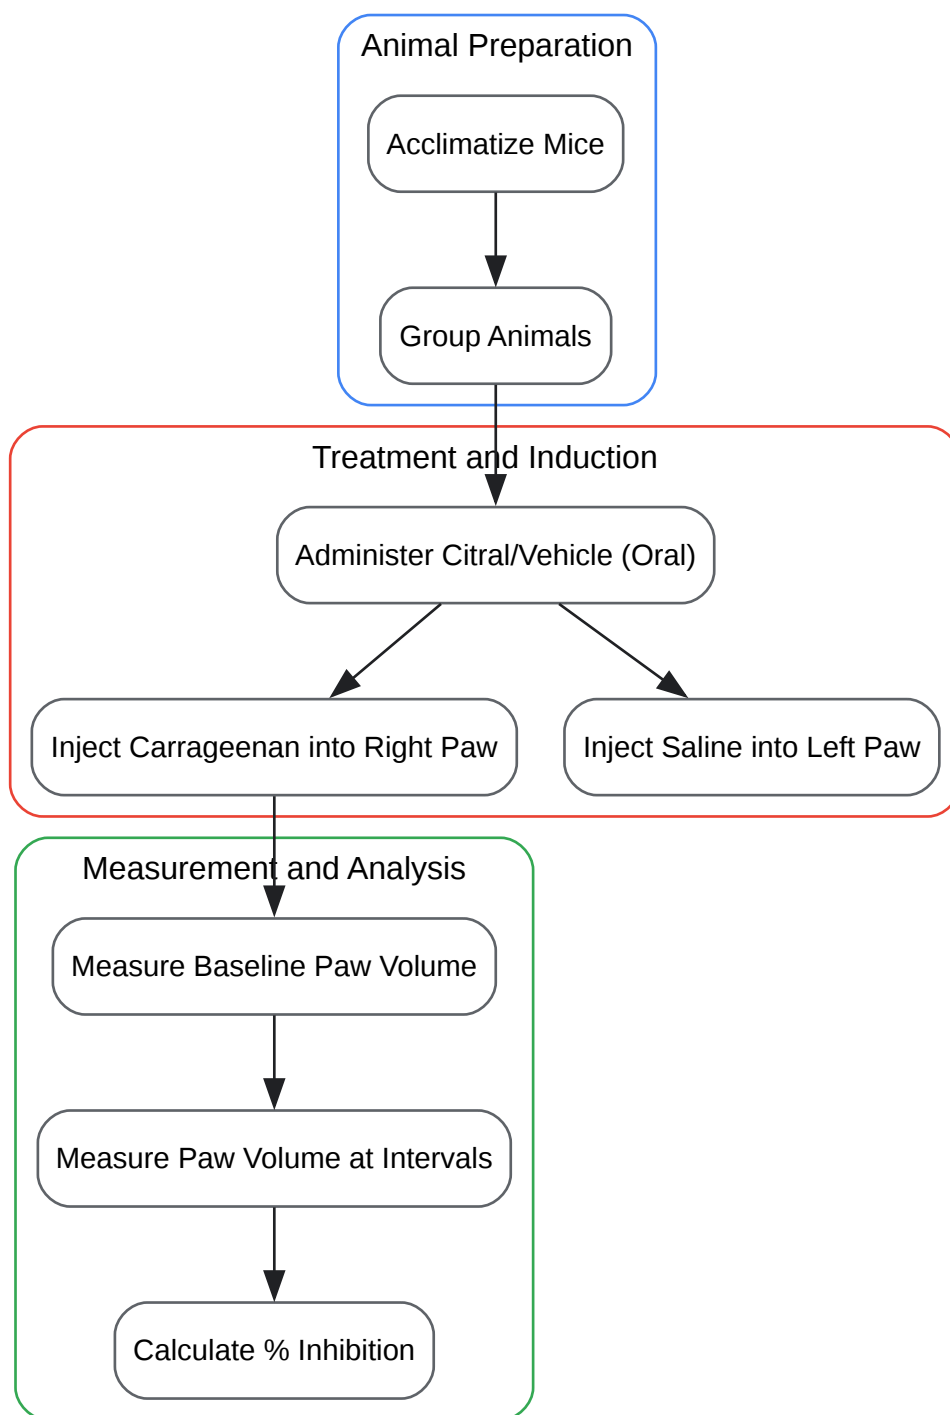 Animal Preparation
Acclimatize Mice
Group Animals
Treatment and Induction
Administer Citral/Vehicle (Oral)
Inject Carrageenan into Right Paw
Inject Saline into Left Paw
Measurement and Analysis
Measure Baseline Paw Volume
Measure Paw Volume at Intervals
Calculate % Inhibition